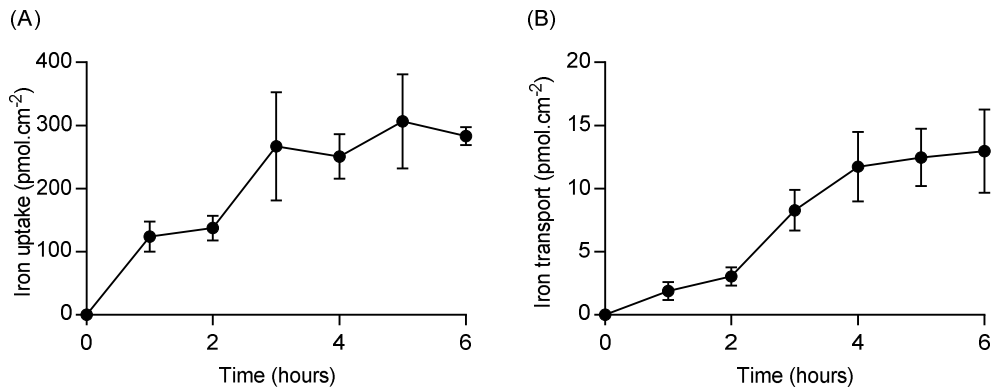 (A)
Iron uptake (pmol.cm-2)
400
300
200
100
0
0 2 4 6
Time (hours)
(B)
Iron transport (pmol.cm-2)
20
15
10
5
0
0 2 4 6
Time (hours)